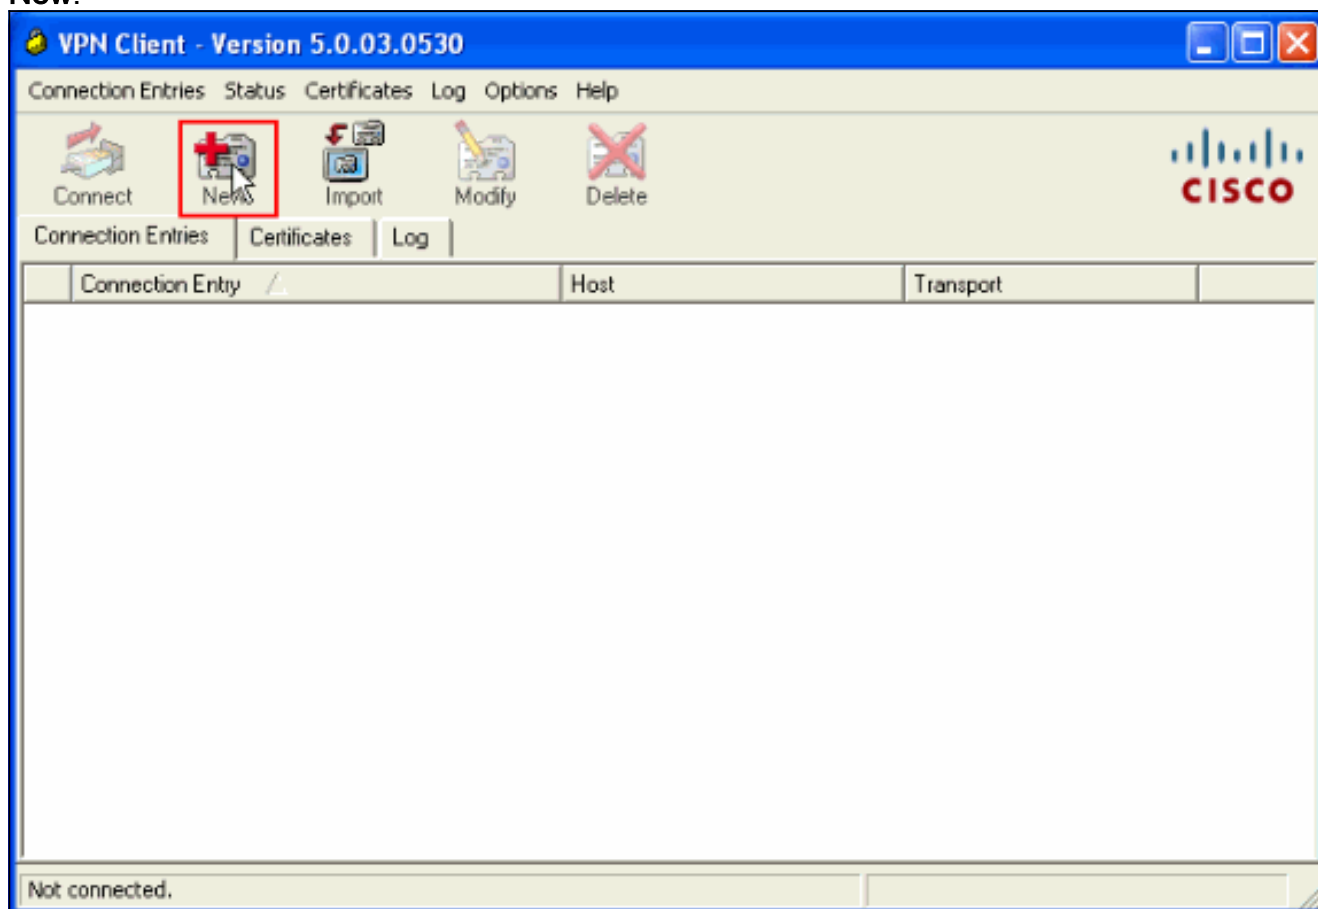 New.
VPN Client - Version 5.0.03.0530
Connection Entries Status Certificates Log Options Help
Connect New Import Modify Delete
CISCO
Connection Entries Certificates Log
Connection Entry Host Transport
Not connected.